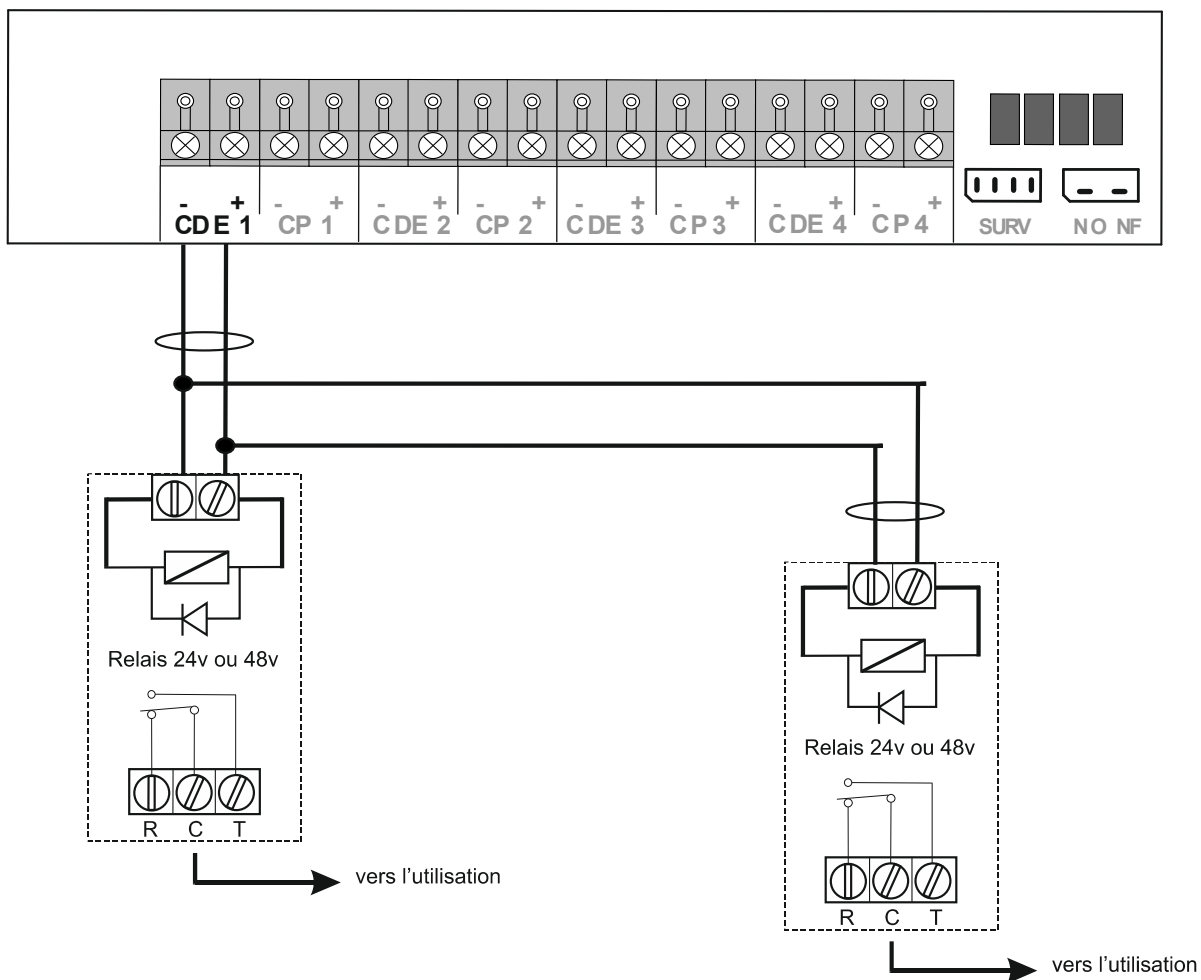 - + - + - + - + - + - + - + - +
CDE 1 CP 1 CDE 2 CP 2 CDE 3 CP 3 CDE 4 CP 4 SURV NO NF
Relais 24v ou 48v
R C T
vers l'utilisation
Relais 24v ou 48v
R C T
vers l'utilisation